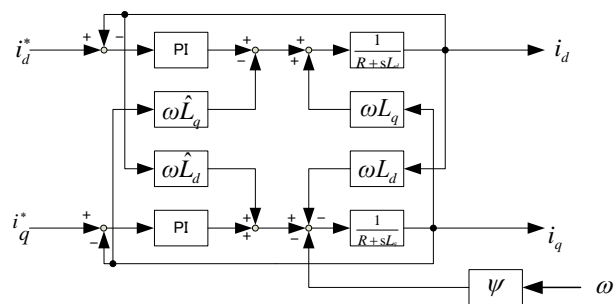 i_d^* + − PI + − + + 1/(R+sL_d) i_d
ωL̂_q ωL_q
ωL̂_d ωL_d
i_q^* + − PI + + + − − 1/(R+sL_q) i_q
ψ ω